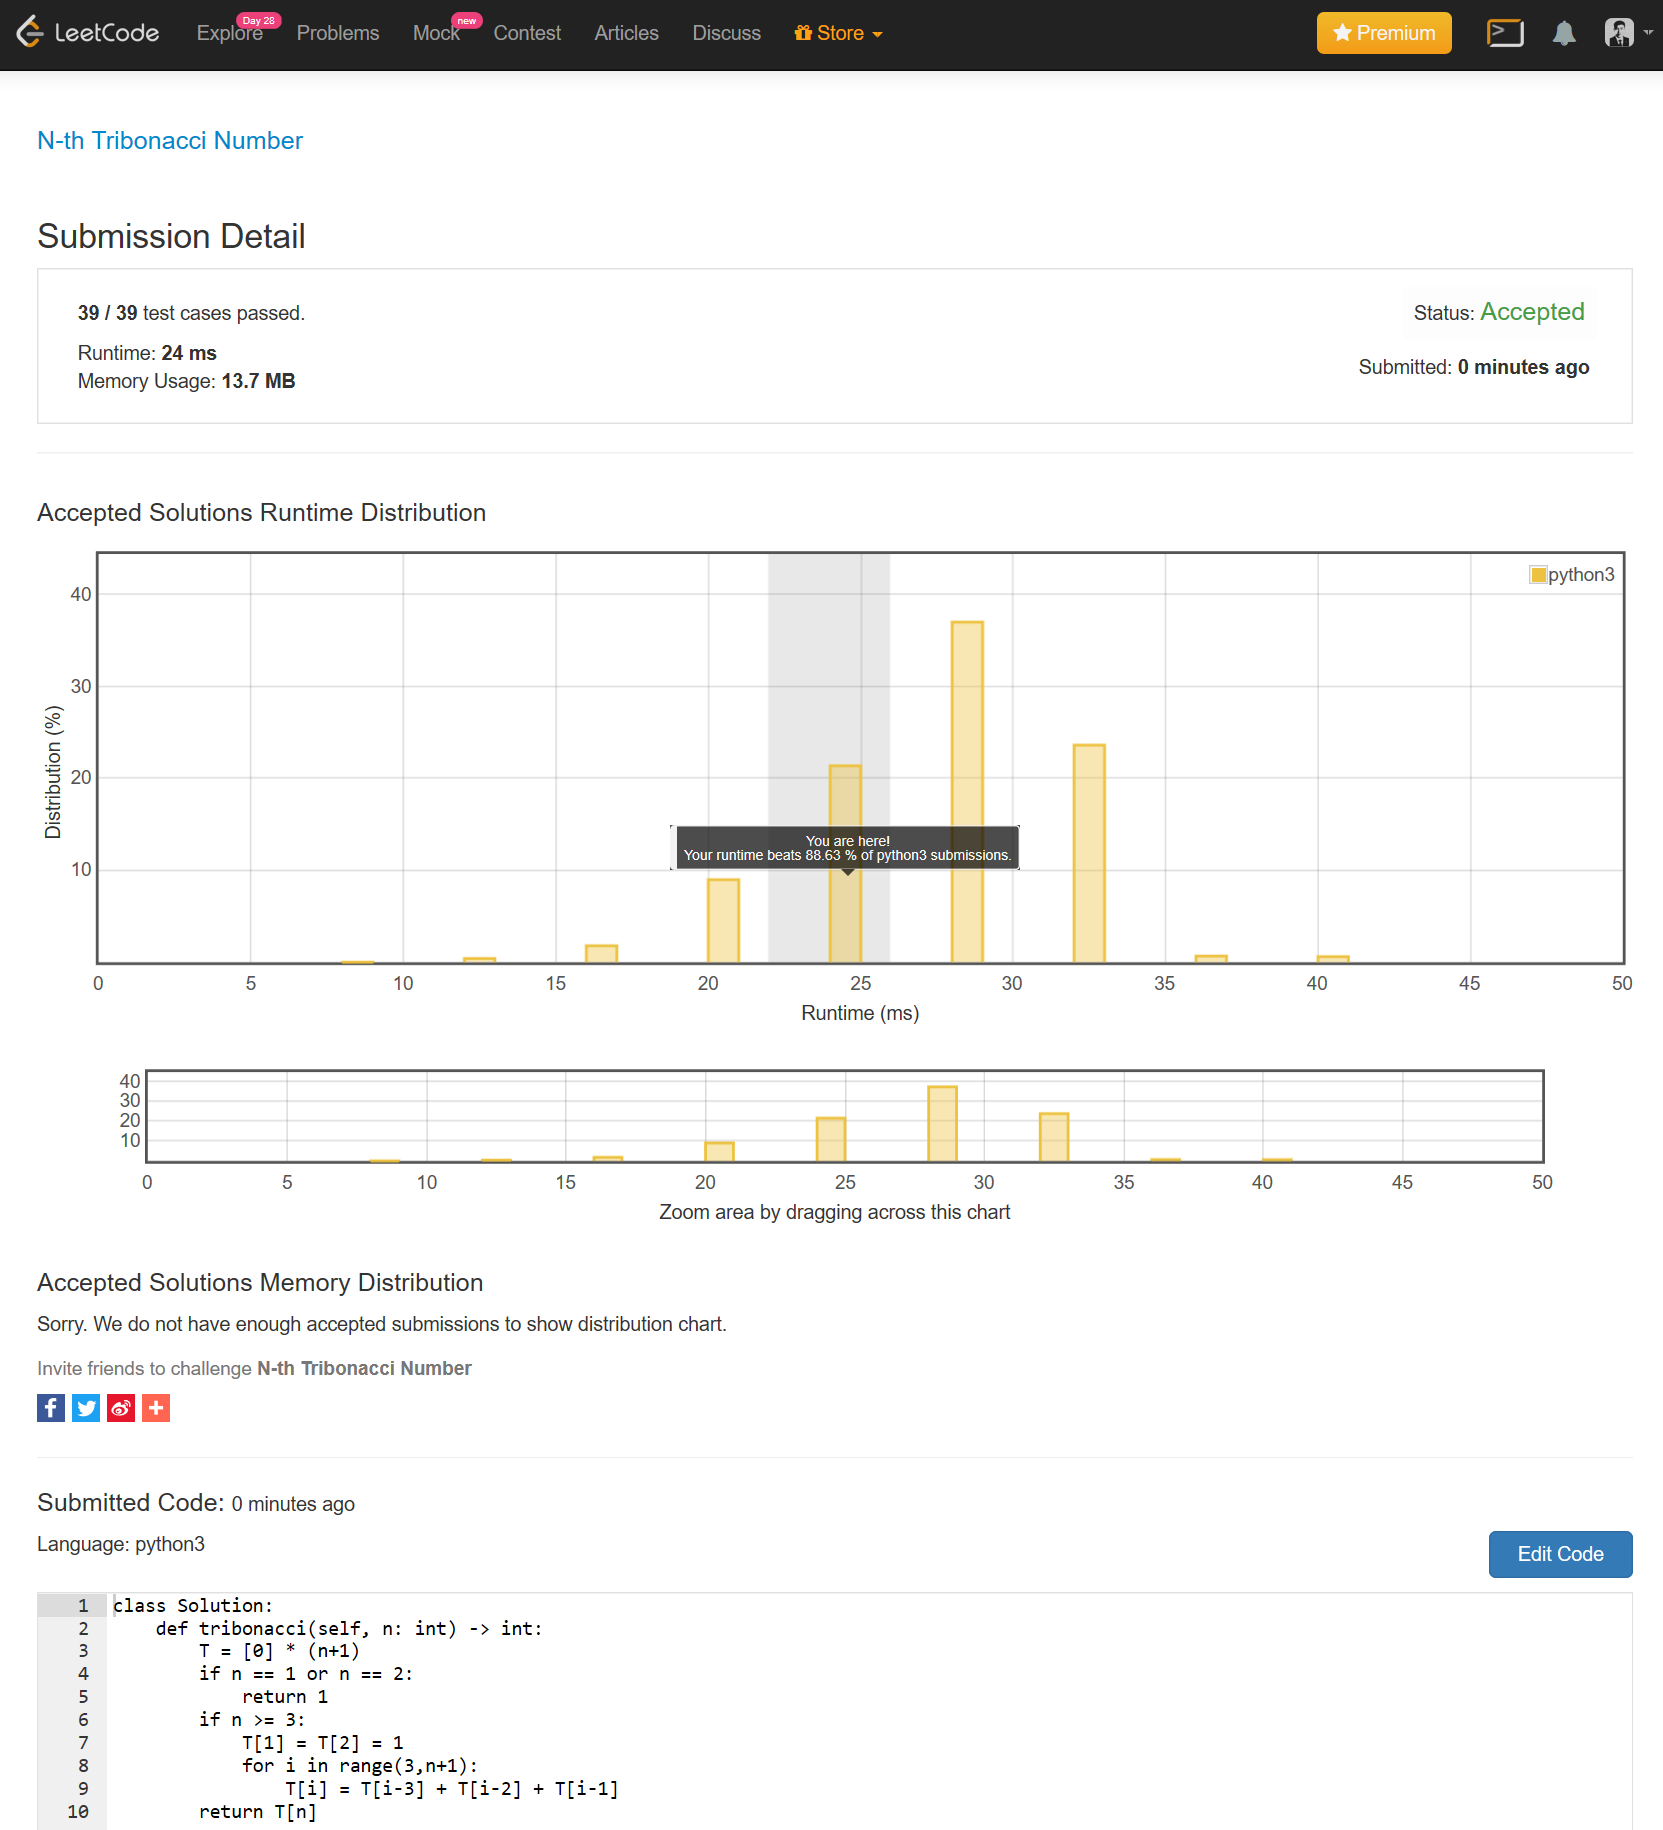 LeetCode
Explore
Day 28
Problems
Mock
new
Contest
Articles
Discuss
Store
Premium
N-th Tribonacci Number
Submission Detail
39 / 39 test cases passed.
Status: Accepted
Runtime: 24 ms
Submitted: 0 minutes ago
Memory Usage: 13.7 MB
Accepted Solutions Runtime Distribution
python3
40
30
20
10
Distribution (%)
You are here!
Your runtime beats 88.63 % of python3 submissions.
0 5 10 15 20 25 30 35 40 45 50
Runtime (ms)
40
30
20
10
0 5 10 15 20 25 30 35 40 45 50
Zoom area by dragging across this chart
Accepted Solutions Memory Distribution
Sorry. We do not have enough accepted submissions to show distribution chart.
Invite friends to challenge N-th Tribonacci Number
Submitted Code: 0 minutes ago
Language: python3
Edit Code
1 class Solution:
2     def tribonacci(self, n: int) -> int:
3         T = [0] * (n+1)
4         if n == 1 or n == 2:
5             return 1
6         if n >= 3:
7             T[1] = T[2] = 1
8             for i in range(3,n+1):
9                 T[i] = T[i-3] + T[i-2] + T[i-1]
10         return T[n]